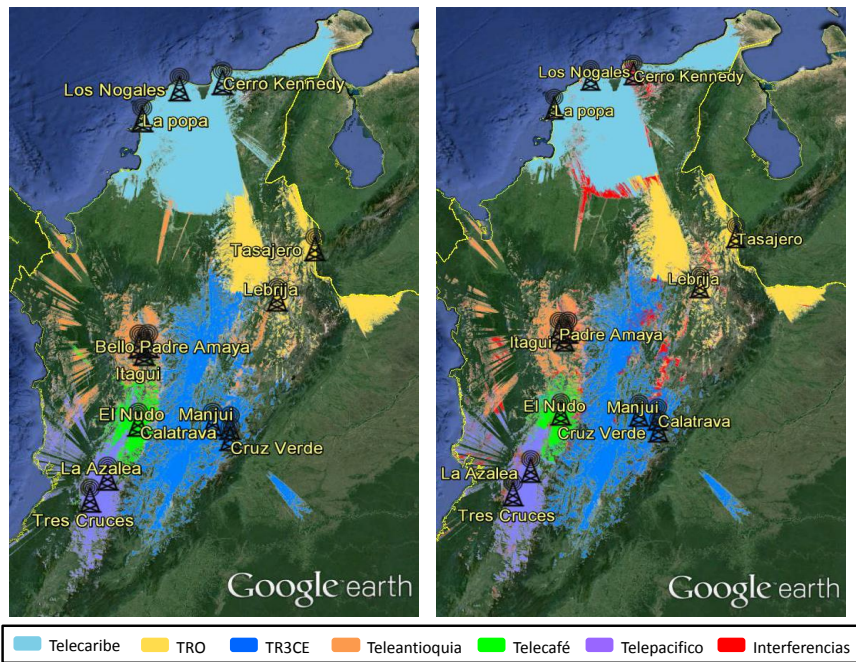 Los Nogales
Cerro Kennedy
La popa
Tasajero
Lebrija
Bello Padre Amaya
Itagui
El Nudo
Manjui
Calatrava
Cruz Verde
La Azalea
Tres Cruces
Google earth
Los Nogales
Cerro Kennedy
La popa
Tasajero
Lebrija
Padre Amaya
Itagui
El Nudo
Manjui
Calatrava
Cruz Verde
La Azalea
Tres Cruces
Google earth
Telecaribe TRO TR3CE Teleantioquia Telecafé Telepacifico Interferencias